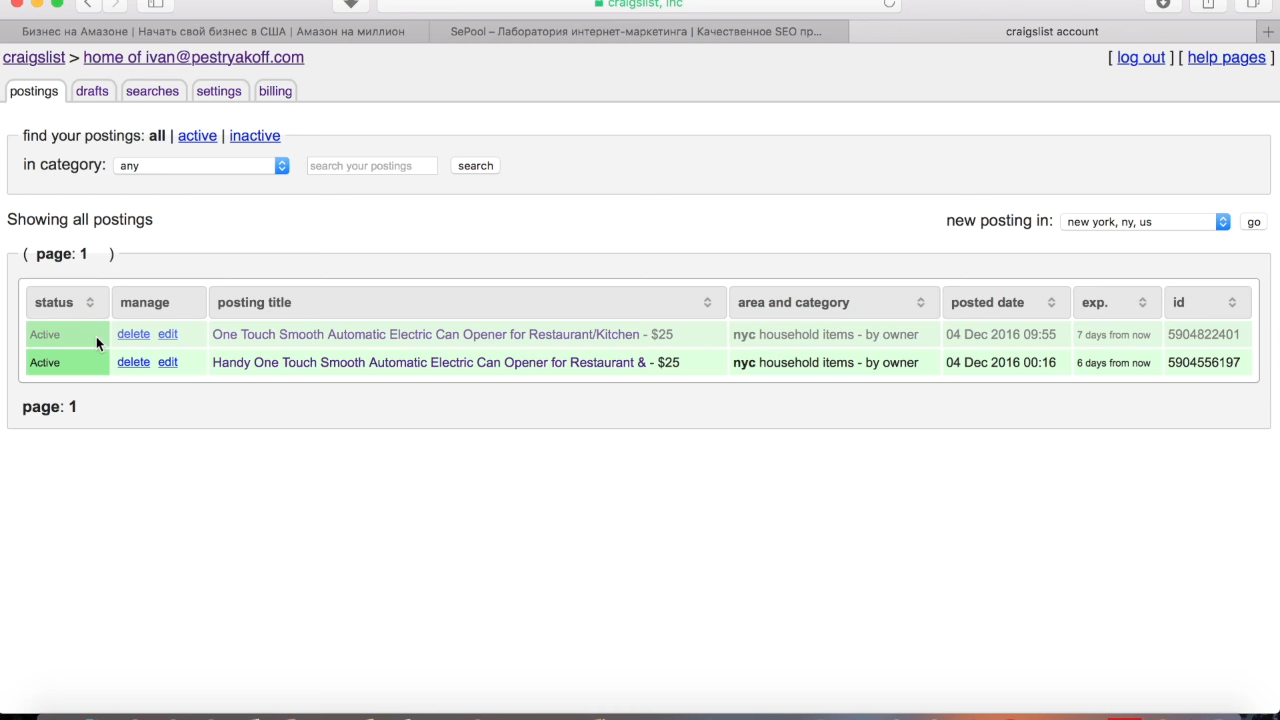 craigslist, inc
Бизнес на Амазоне | Начать свой бизнес в США | Амазон на миллион
SePool – Лаборатория интернет-маркетинга | Качественное SEO пр...
craigslist account
craigslist > home of ivan@pestryakoff.com
[ log out ] [ help pages ]
postings drafts searches settings billing
find your postings: all | active | inactive
in category: any search your postings search
Showing all postings
new posting in: new york, ny, us go
( page: 1 )
status manage posting title area and category posted date exp. id
Active delete edit One Touch Smooth Automatic Electric Can Opener for Restaurant/Kitchen - $25 nyc household items - by owner 04 Dec 2016 09:55 7 days from now 5904822401
Active delete edit Handy One Touch Smooth Automatic Electric Can Opener for Restaurant & - $25 nyc household items - by owner 04 Dec 2016 00:16 6 days from now 5904556197
page: 1